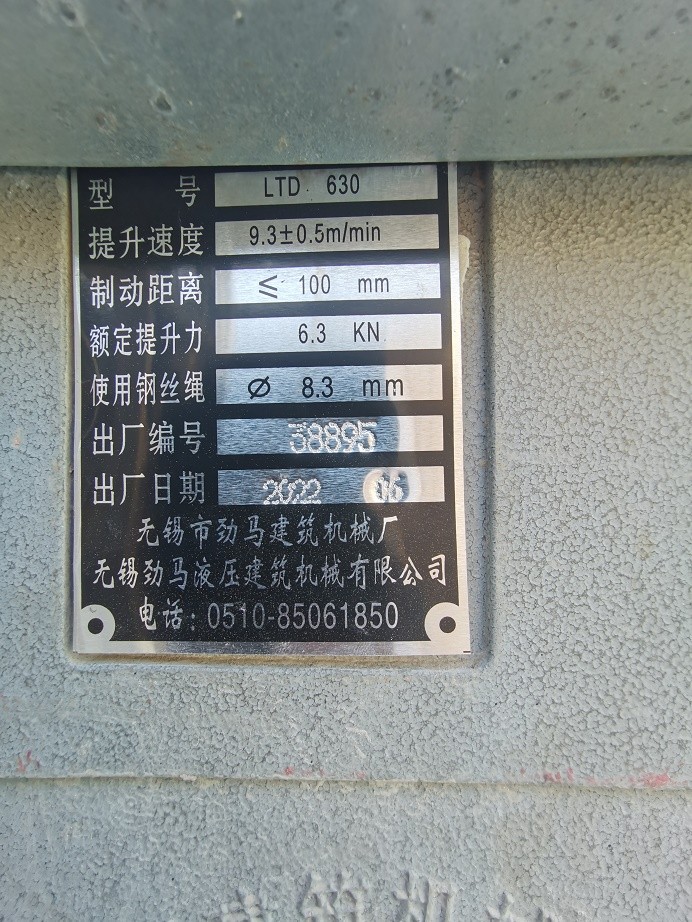 型 号 LTD 630
提升速度 9.3±0.5m/min
制动距离 ≤ 100 mm
额定提升力 6.3 KN
使用钢丝绳 ∅ 8.3 mm
出厂编号 38895
出厂日期 2022 06
无锡市劲马建筑机械厂
无锡劲马液压建筑机械有限公司
电话:0510-85061850
筑机